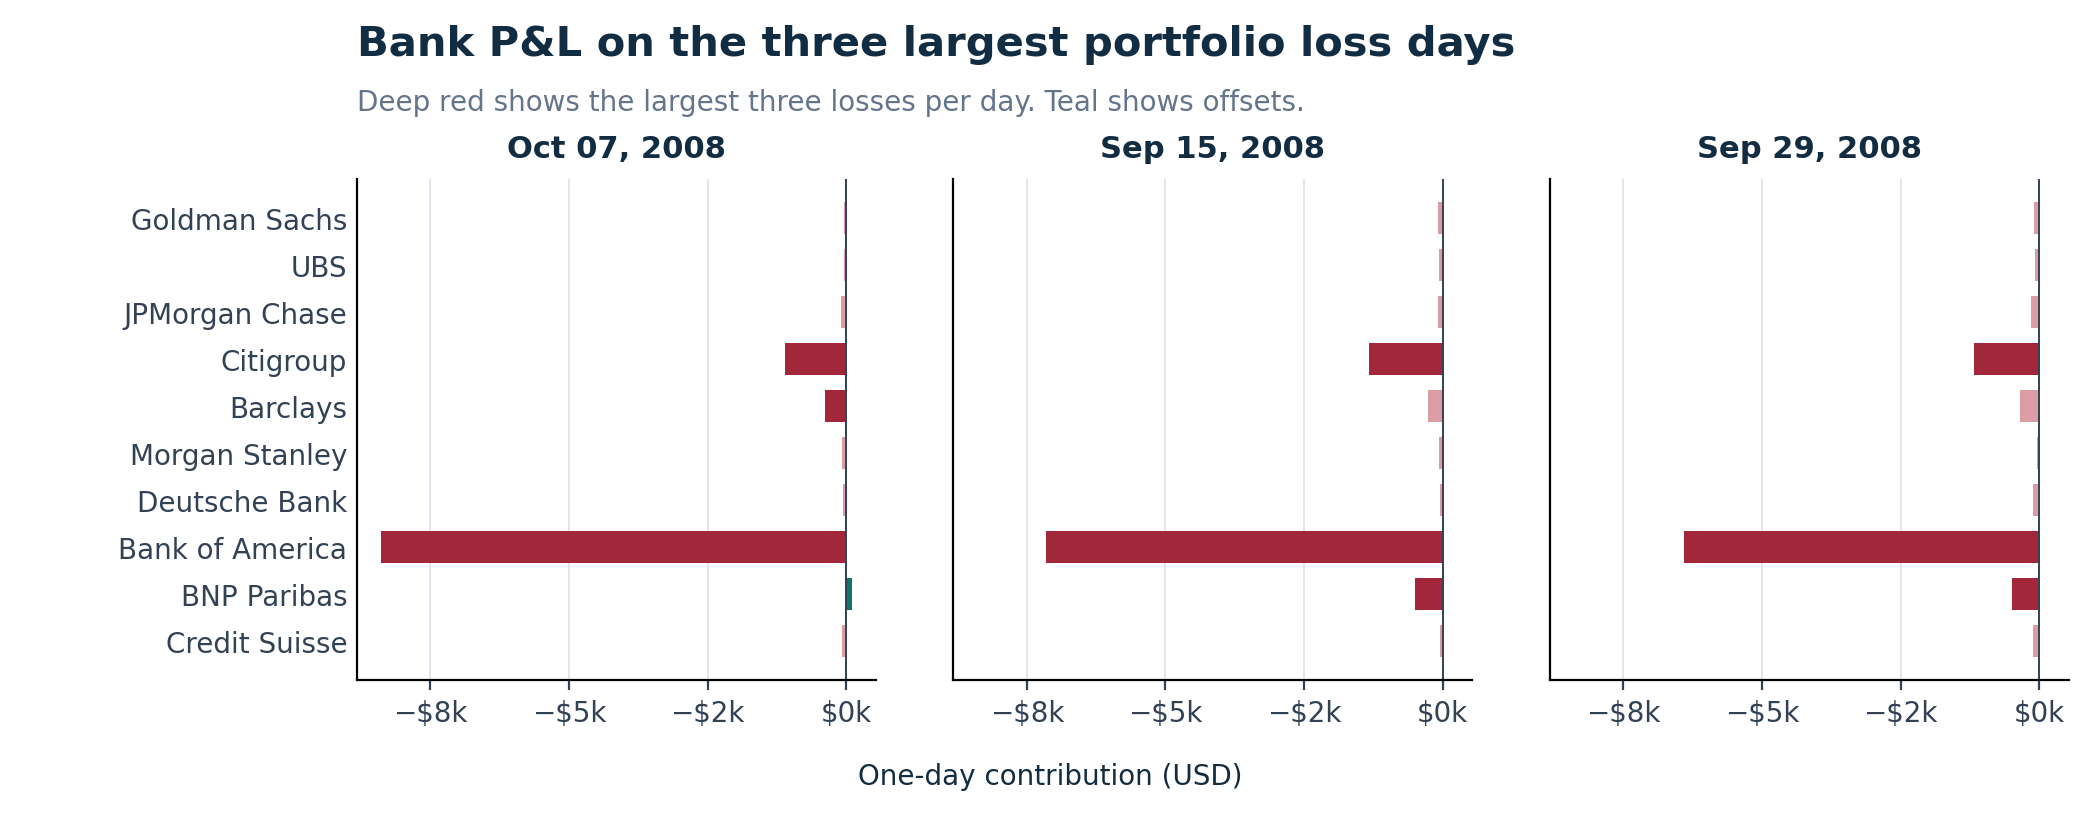 Bank P&L on the three largest portfolio loss days
Deep red shows the largest three losses per day. Teal shows offsets.
Oct 07, 2008
Sep 15, 2008
Sep 29, 2008
Goldman Sachs
UBS
JPMorgan Chase
Citigroup
Barclays
Morgan Stanley
Deutsche Bank
Bank of America
BNP Paribas
Credit Suisse
−$8k −$5k −$2k $0k
−$8k −$5k −$2k $0k
−$8k −$5k −$2k $0k
One-day contribution (USD)